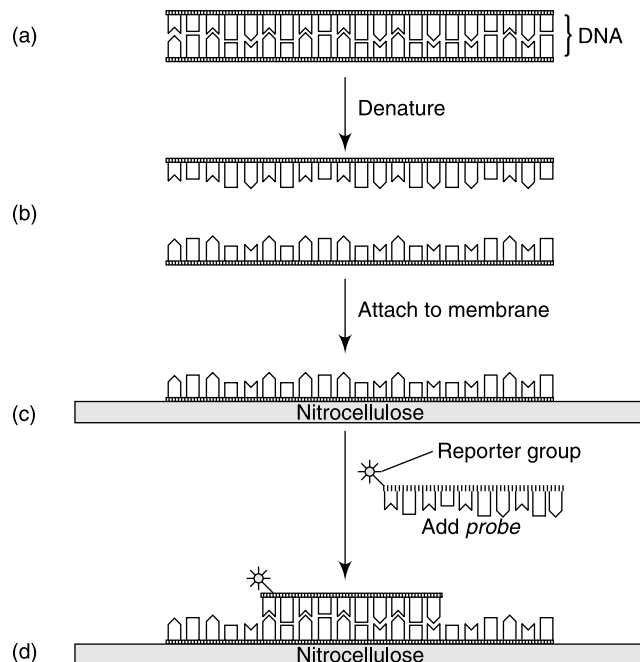 (a)
DNA
Denature
(b)
Attach to membrane
(c)
Nitrocellulose
Reporter group
Add probe
(d)
Nitrocellulose